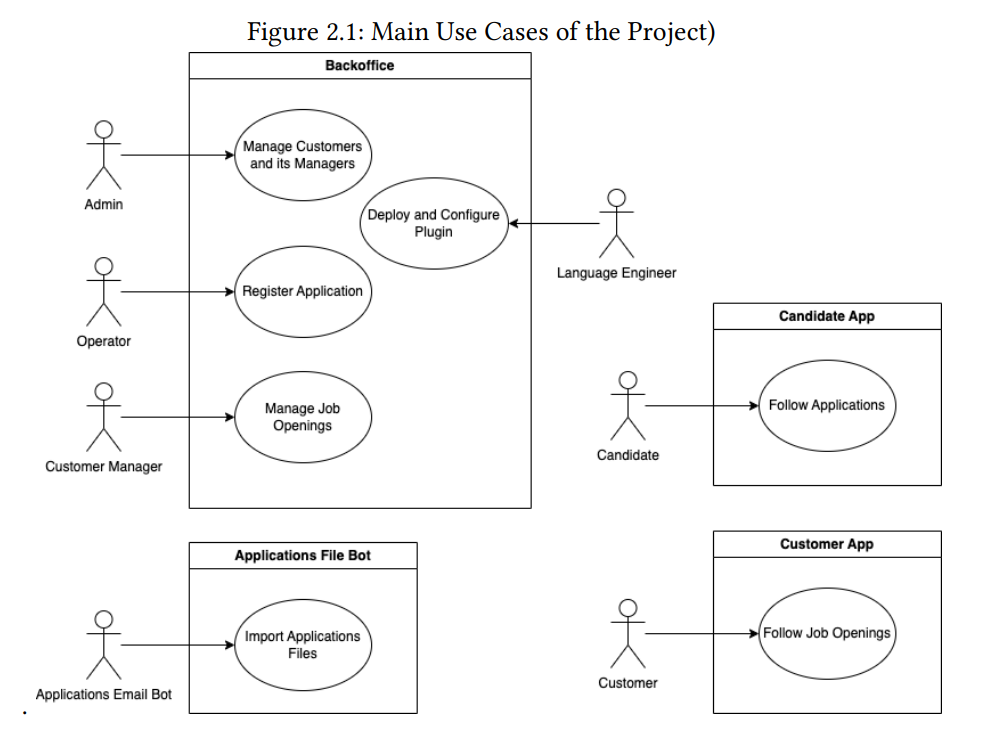 Figure 2.1: Main Use Cases of the Project)
Backoffice
Manage Customers
and its Managers
Admin
Deploy and Configure
Plugin
Language Engineer
Register Application
Operator
Candidate App
Manage Job
Openings
Customer Manager
Follow Applications
Candidate
Applications File Bot
Customer App
Import Applications
Files
Applications Email Bot
Follow Job Openings
Customer
.